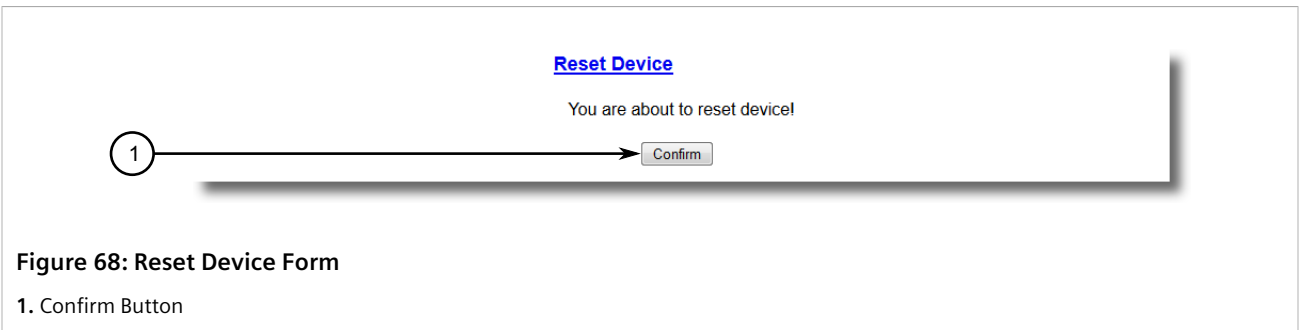 Reset Device
You are about to reset device!
1
Confirm
Figure 68: Reset Device Form
1. Confirm Button